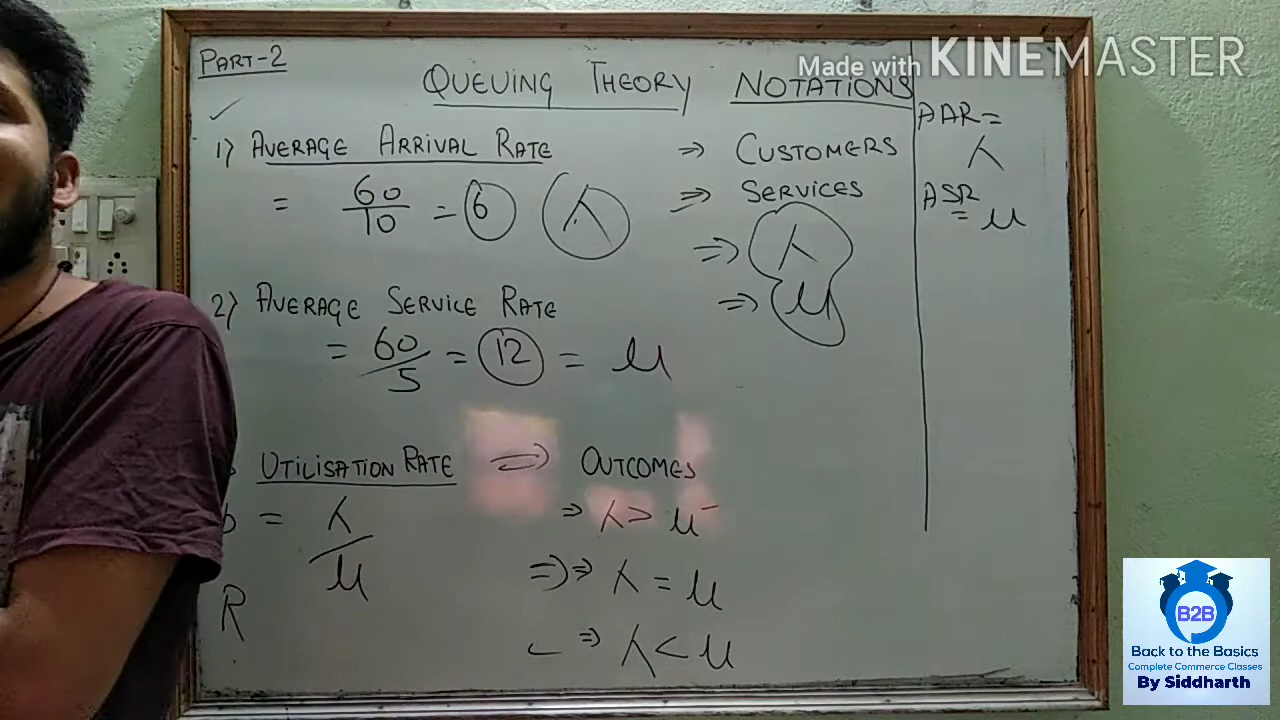 Made with KINEMASTER
PART-2
QUEUING THEORY NOTATIONS
1) AVERAGE ARRIVAL RATE
= 60/10 = 6 λ
⇒ CUSTOMERS
⇒ SERVICES
⇒ λ
⇒ μ
2) AVERAGE SERVICE RATE
= 60/5 = 12 = μ
UTILISATION RATE ⇒ OUTCOMES
= λ/μ
R
⇒ λ > μ
⇒ ⇒ λ = μ
⇒ λ < μ
AAR =
λ
ASR
= μ
B2B
Back to the Basics
Complete Commerce Classes
By Siddharth